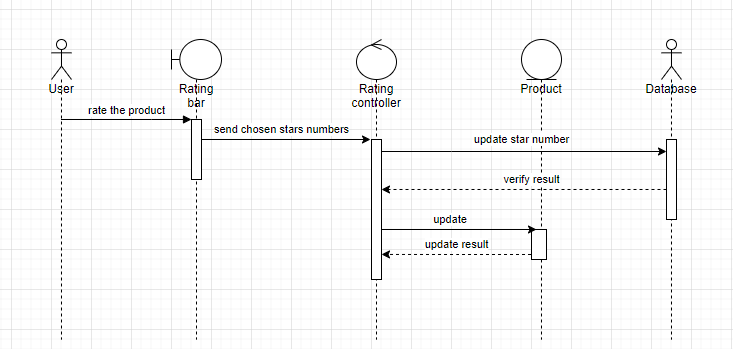 User
Rating
bar
Rating
controller
Product
Database
rate the product
send chosen stars numbers
update star number
verify result
update
update result